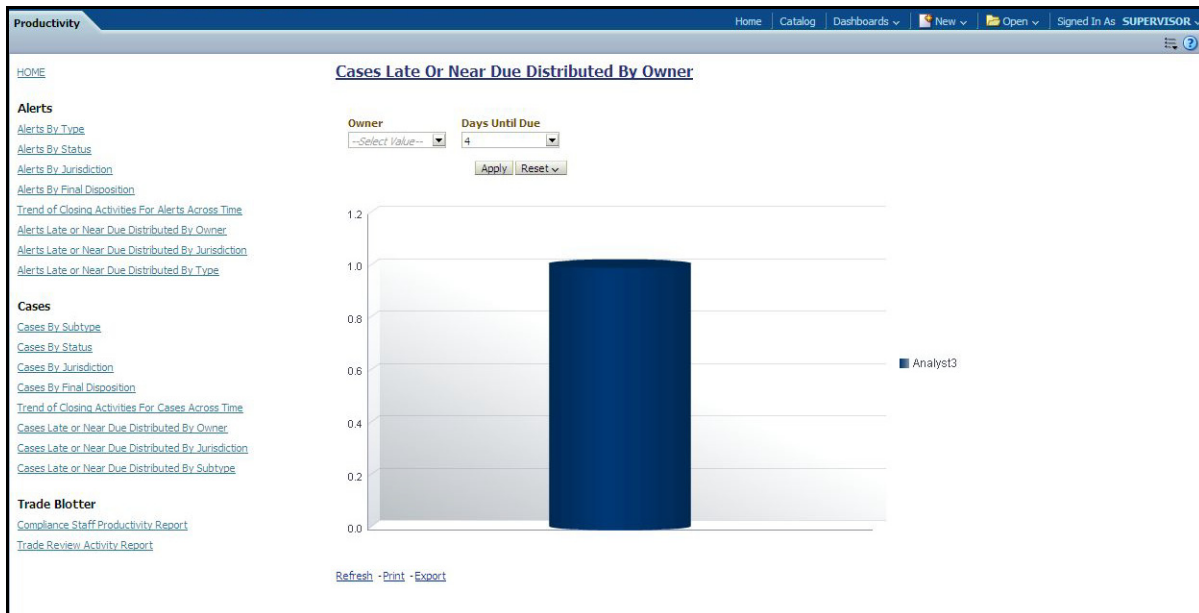 Productivity
Home Catalog Dashboards New Open Signed In As SUPERVISOR
HOME
Alerts
Alerts By Type
Alerts By Status
Alerts By Jurisdiction
Alerts By Final Disposition
Trend of Closing Activities For Alerts Across Time
Alerts Late or Near Due Distributed By Owner
Alerts Late or Near Due Distributed By Jurisdiction
Alerts Late or Near Due Distributed By Type
Cases
Cases By Subtype
Cases By Status
Cases By Jurisdiction
Cases By Final Disposition
Trend of Closing Activities For Cases Across Time
Cases Late or Near Due Distributed By Owner
Cases Late or Near Due Distributed By Jurisdiction
Cases Late or Near Due Distributed By Subtype
Trade Blotter
Compliance Staff Productivity Report
Trade Review Activity Report
Cases Late Or Near Due Distributed By Owner
Owner Days Until Due
--Select Value-- 4
Apply Reset
1.2
1.0
0.8
0.6
0.4
0.2
0.0
Analyst3
Refresh - Print - Export